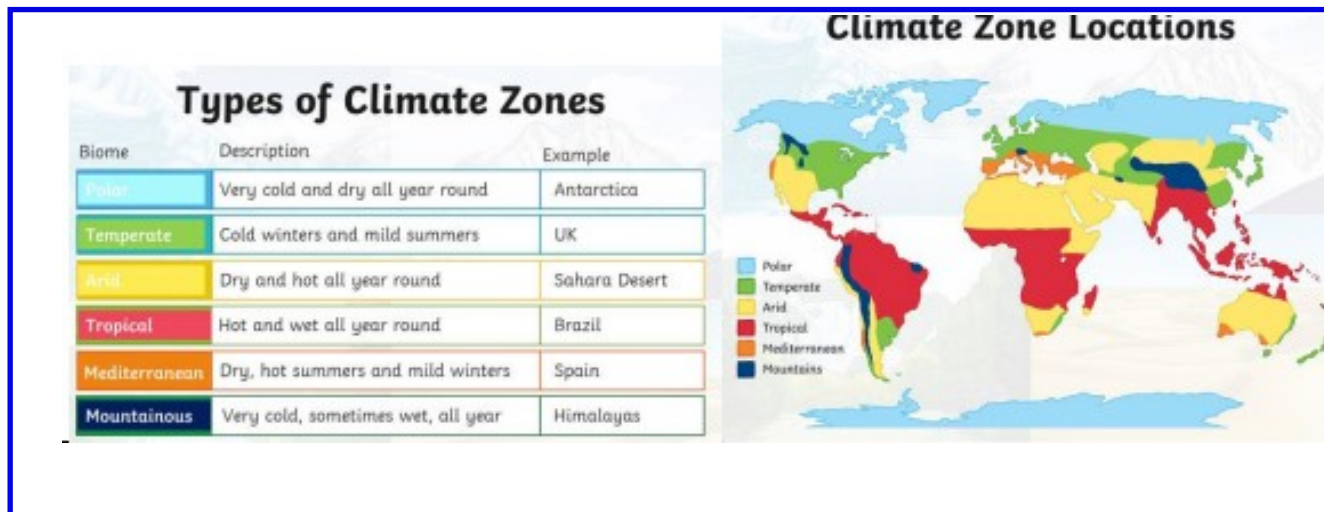 Climate Zone Locations
Types of Climate Zones
Biome Description Example
Polar Very cold and dry all year round Antarctica
Temperate Cold winters and mild summers UK
Arid Dry and hot all year round Sahara Desert
Tropical Hot and wet all year round Brazil
Mediterranean Dry, hot summers and mild winters Spain
Mountainous Very cold, sometimes wet, all year Himalayas
Polar
Temperate
Arid
Tropical
Mediterranean
Mountains